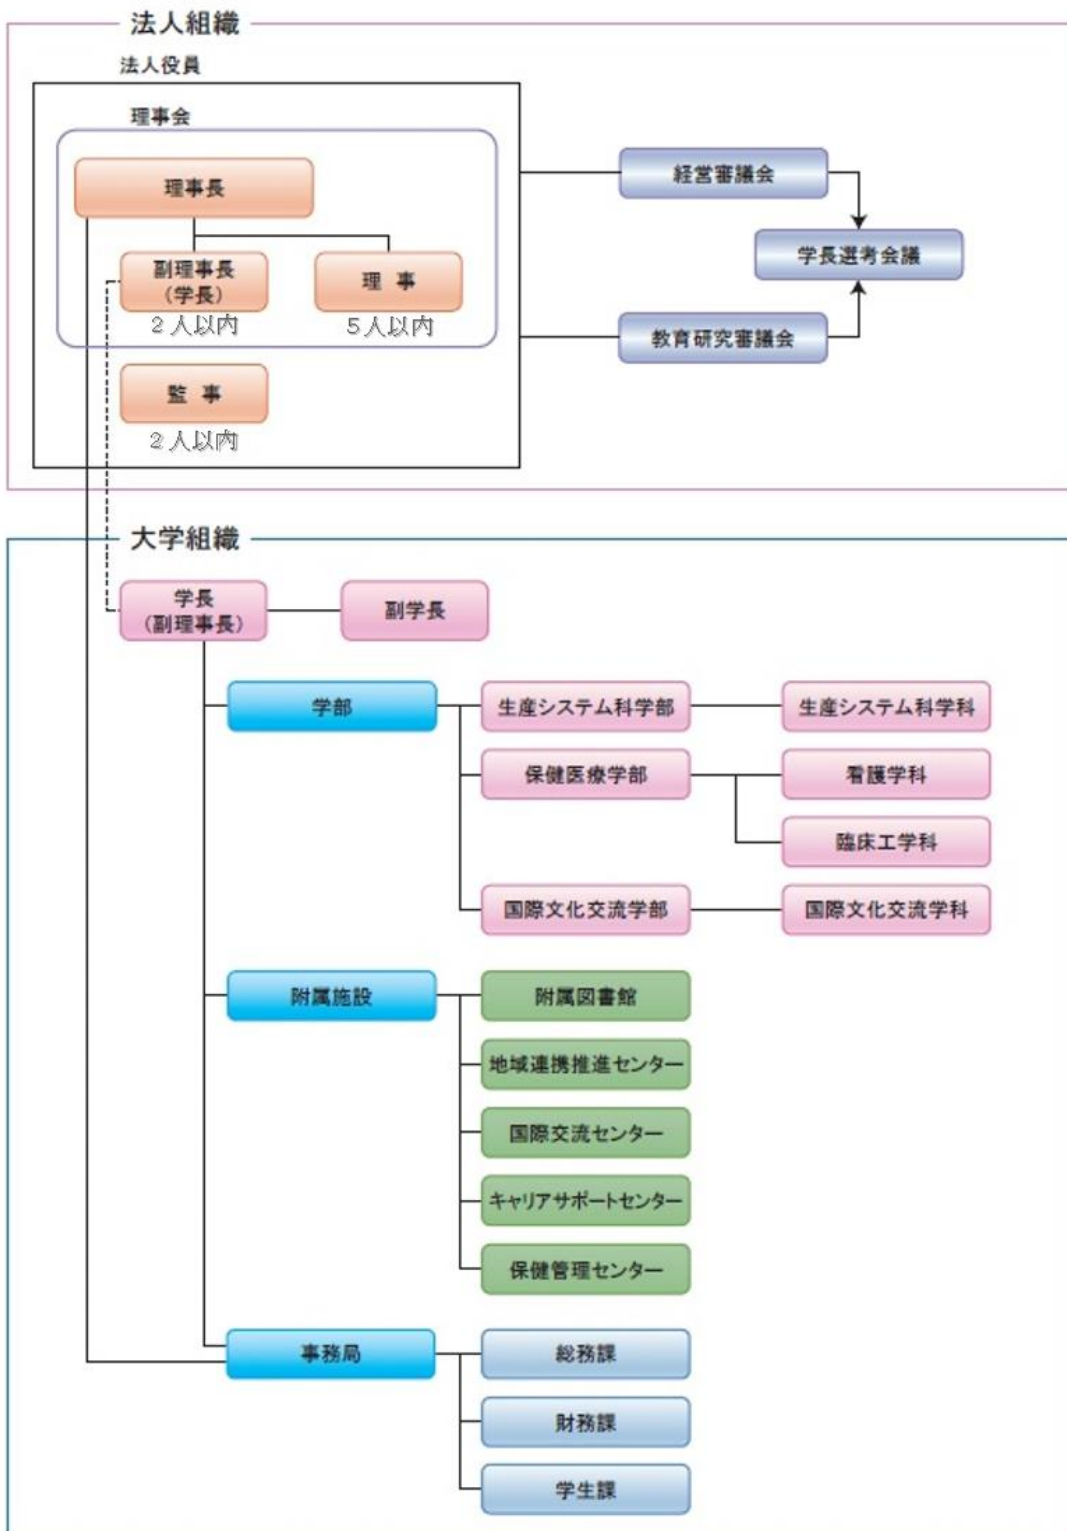 法人組織
法人役員
理事会
理事長
副理事長
（学長）
2人以内
理 事
5人以内
監 事
2人以内
経営審議会
学長選考会議
教育研究審議会
大学組織
学長
（副理事長）
副学長
学部
生産システム科学部
生産システム科学科
保健医療学部
看護学科
臨床工学科
国際文化交流学部
国際文化交流学科
附属施設
附属図書館
地域連携推進センター
国際交流センター
キャリアサポートセンター
保健管理センター
事務局
総務課
財務課
学生課